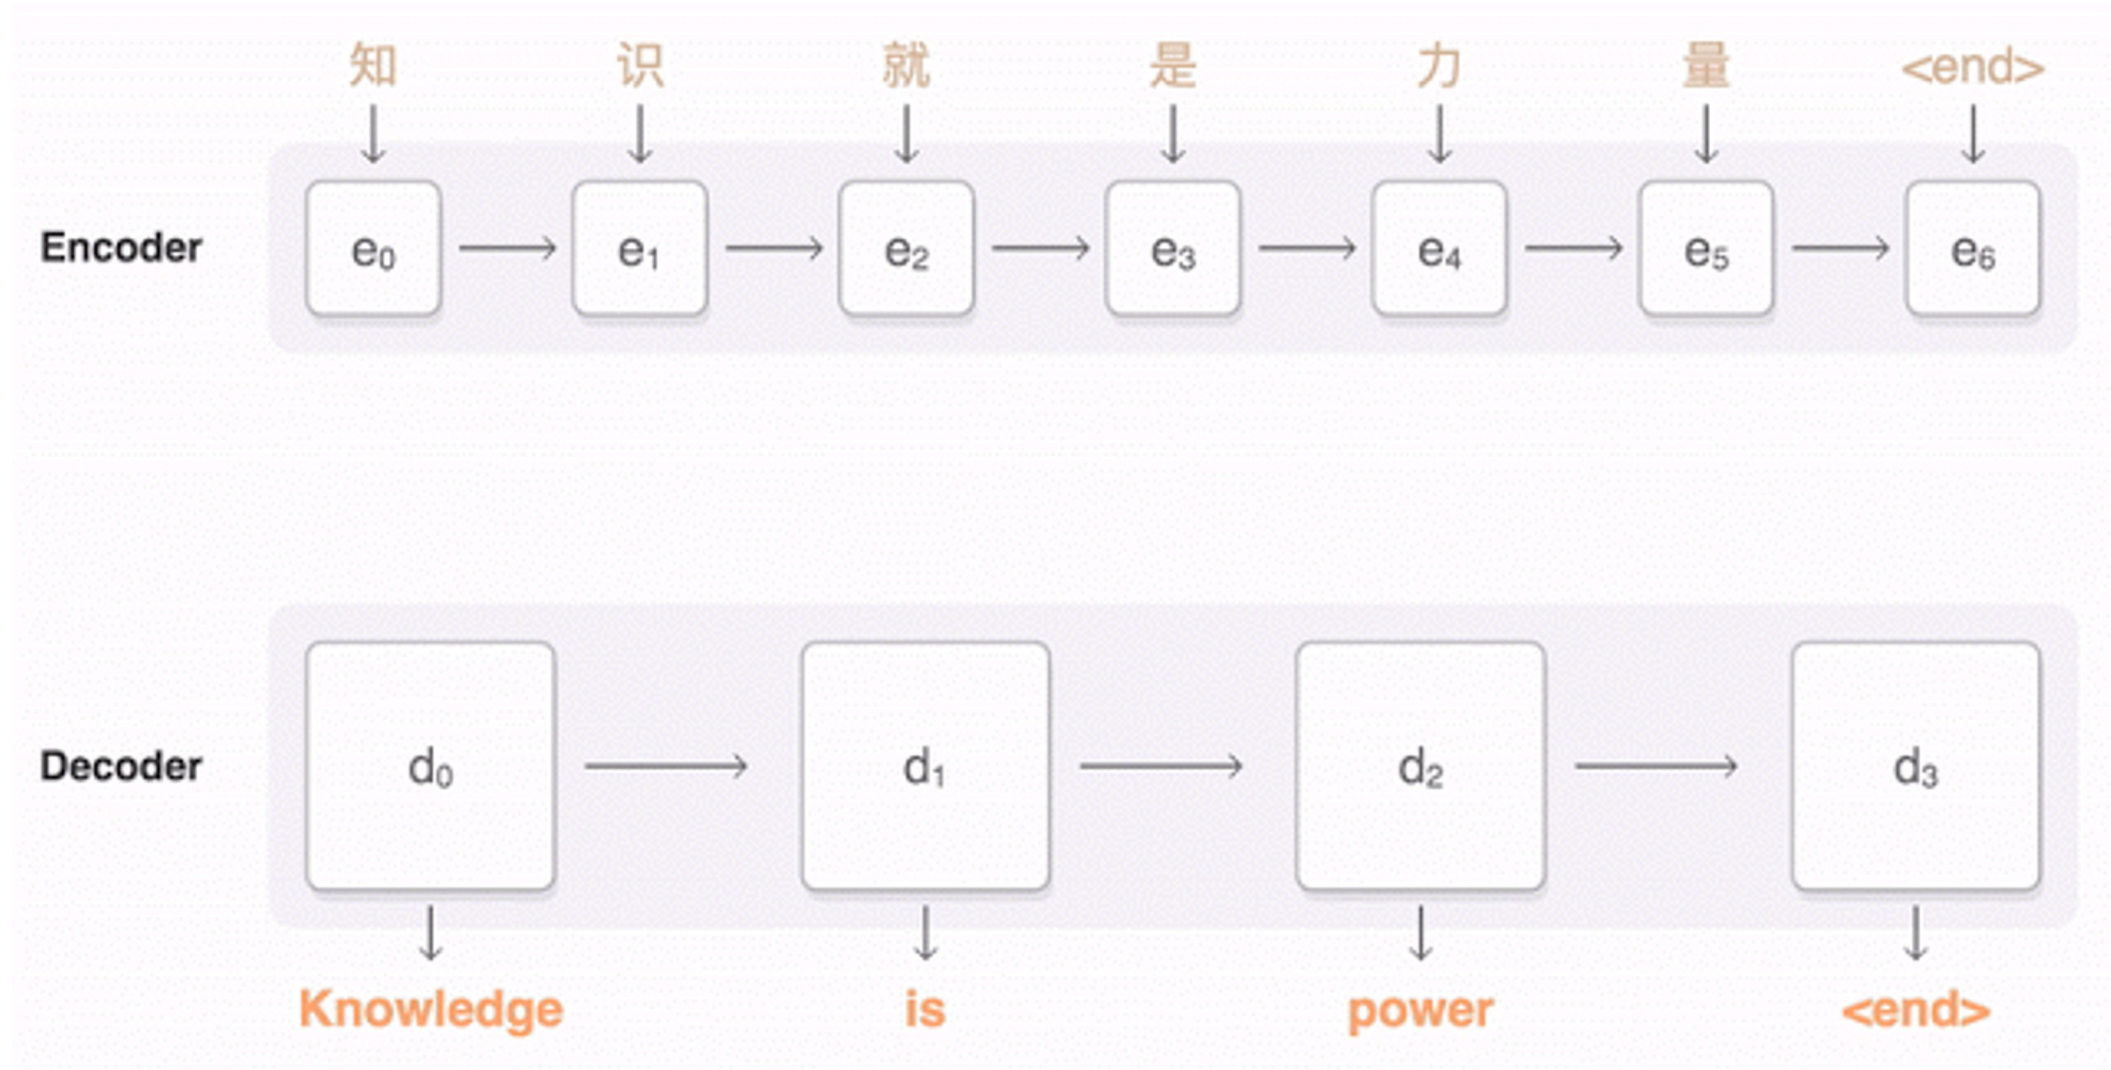 知 识 就 是 力 量 <end>
Encoder e₀ e₁ e₂ e₃ e₄ e₅ e₆
Decoder d₀ d₁ d₂ d₃
Knowledge is power <end>